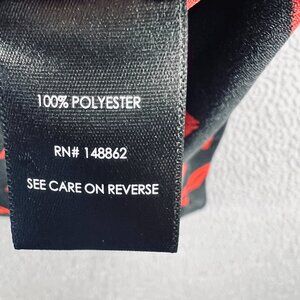 100% POLYESTER
RN# 148862
SEE CARE ON REVERSE